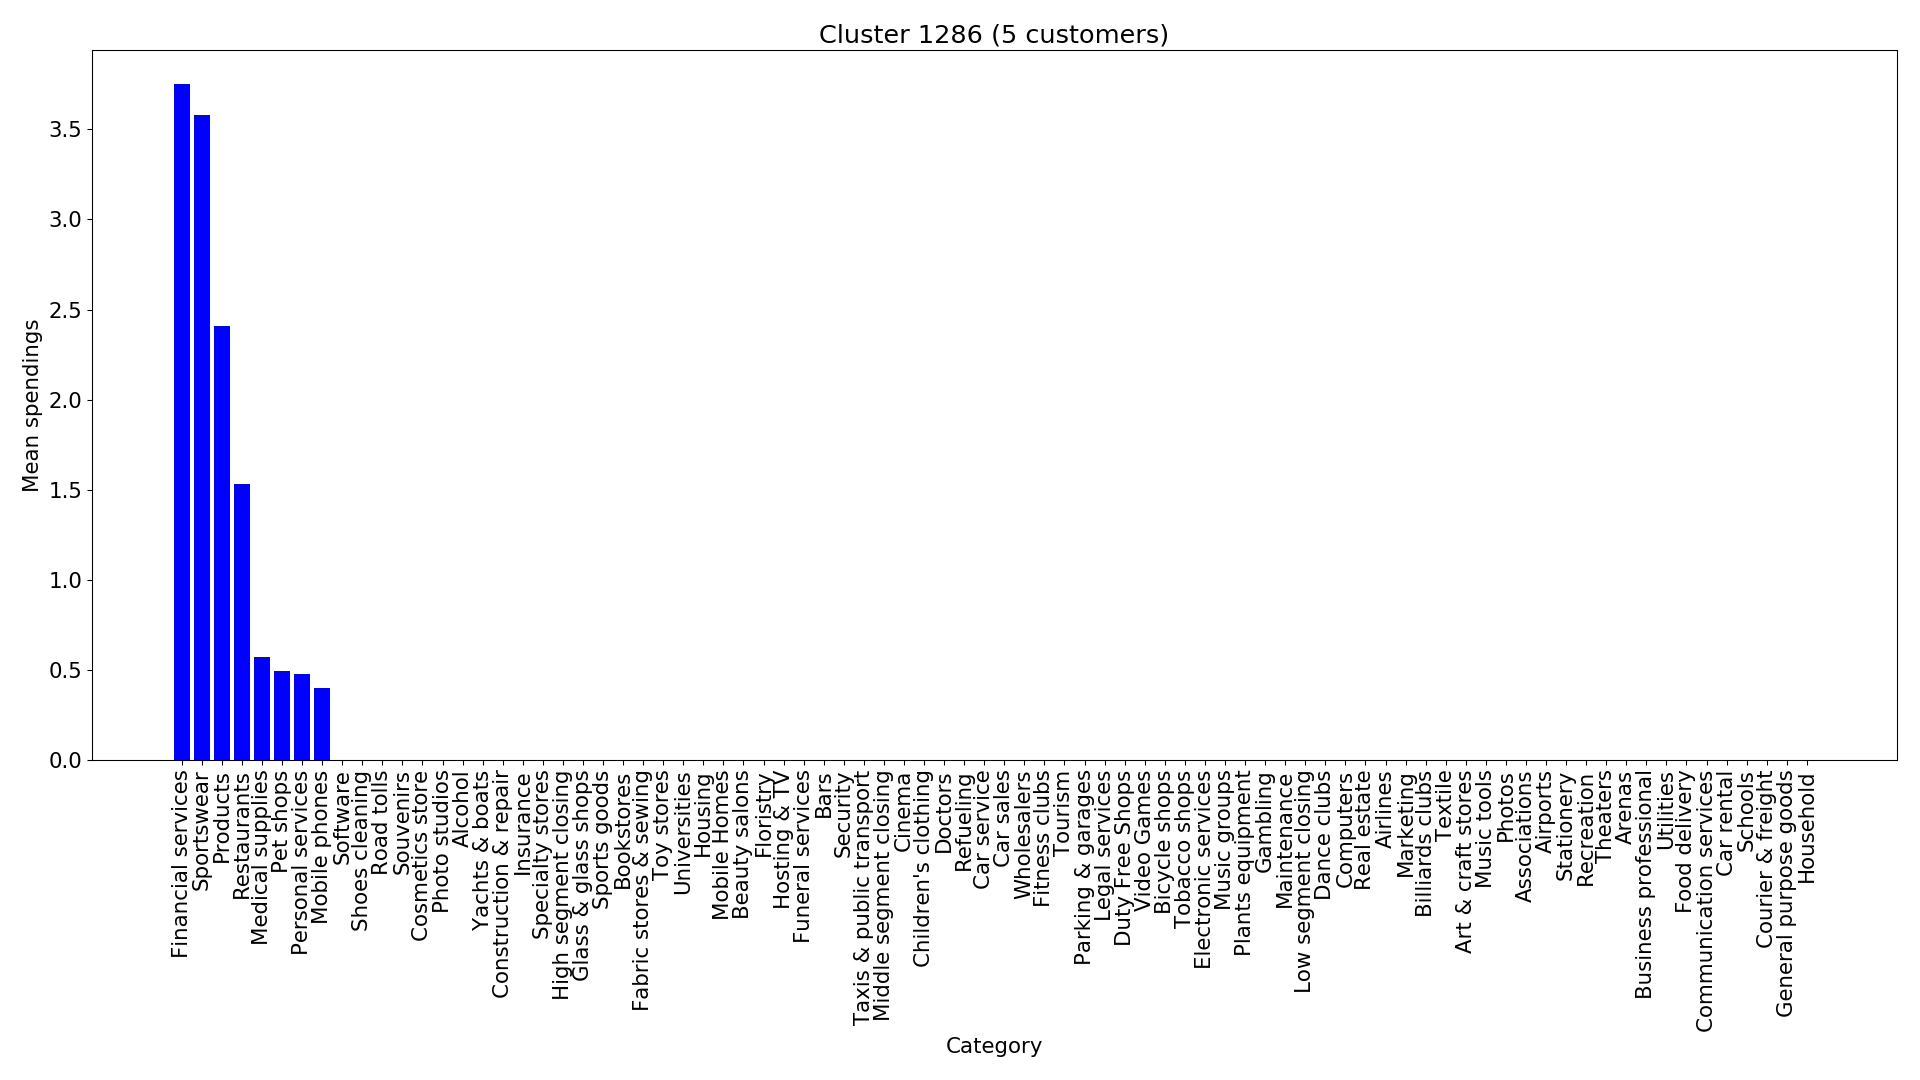 Cluster 1286 (5 customers)
Mean spendings
3.5
3.0
2.5
2.0
1.5
1.0
0.5
0.0
Financial services
Sportswear
Products
Restaurants
Medical supplies
Pet shops
Personal services
Mobile phones
Software
Shoes cleaning
Road tolls
Souvenirs
Cosmetics store
Photo studios
Alcohol
Yachts & boats
Construction & repair
Insurance
Specialty stores
High segment closing
Glass & glass shops
Sports goods
Bookstores
Fabric stores & sewing
Toy stores
Universities
Housing
Mobile Homes
Beauty salons
Floristry
Hosting & TV
Funeral services
Bars
Security
Taxis & public transport
Middle segment closing
Cinema
Children's clothing
Doctors
Refuelling
Car service
Car sales
Wholesalers
Fitness clubs
Tourism
Parking & garages
Legal services
Duty Free Shops
Video Games
Bicycle shops
Tobacco shops
Electronic services
Music groups
Plants equipment
Gambling
Maintenance
Low segment closing
Dance clubs
Computers
Real estate
Airlines
Marketing
Billiards clubs
Textile
Art & craft stores
Music tools
Photos
Associations
Airports
Stationery
Recreation
Theaters
Arenas
Business professional
Utilities
Food delivery
Communication services
Car rental
Schools
Courier & freight
General purpose goods
Household
Category